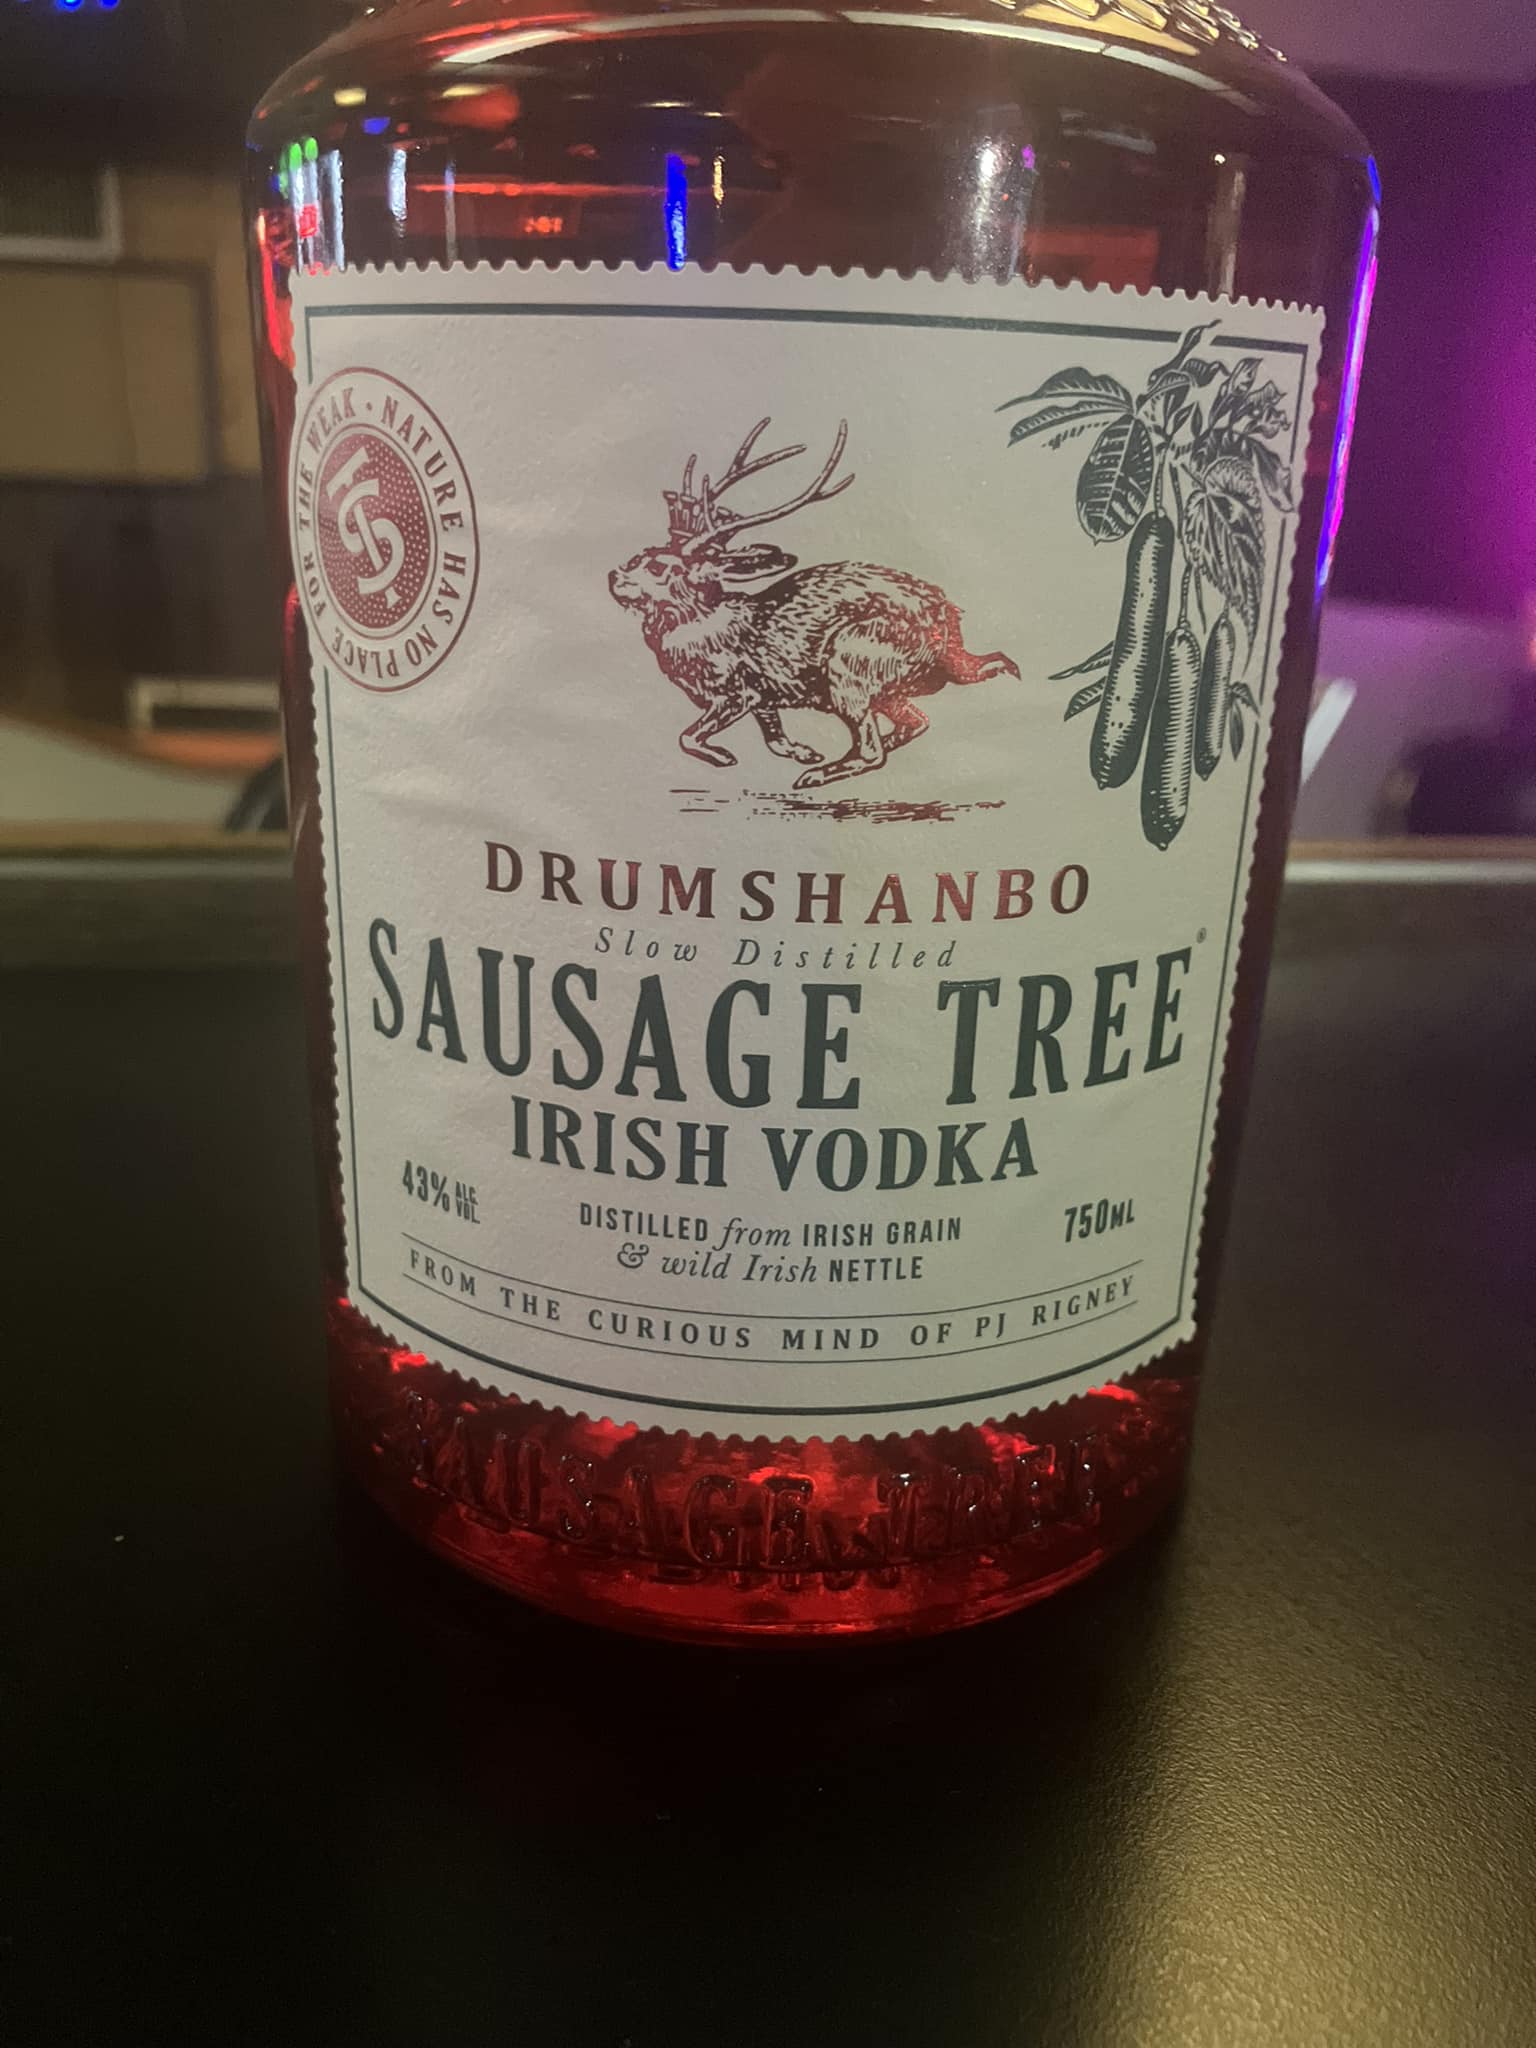 NATURE HAS NO PLACE FOR THE WEAK •
DRUMSHANBO
Slow Distilled
SAUSAGE TREE®
IRISH VODKA
43% ALC. VOL.
DISTILLED from IRISH GRAIN
& wild Irish NETTLE
750ML
FROM THE CURIOUS MIND OF PJ RIGNEY
SAUSAGE TREE